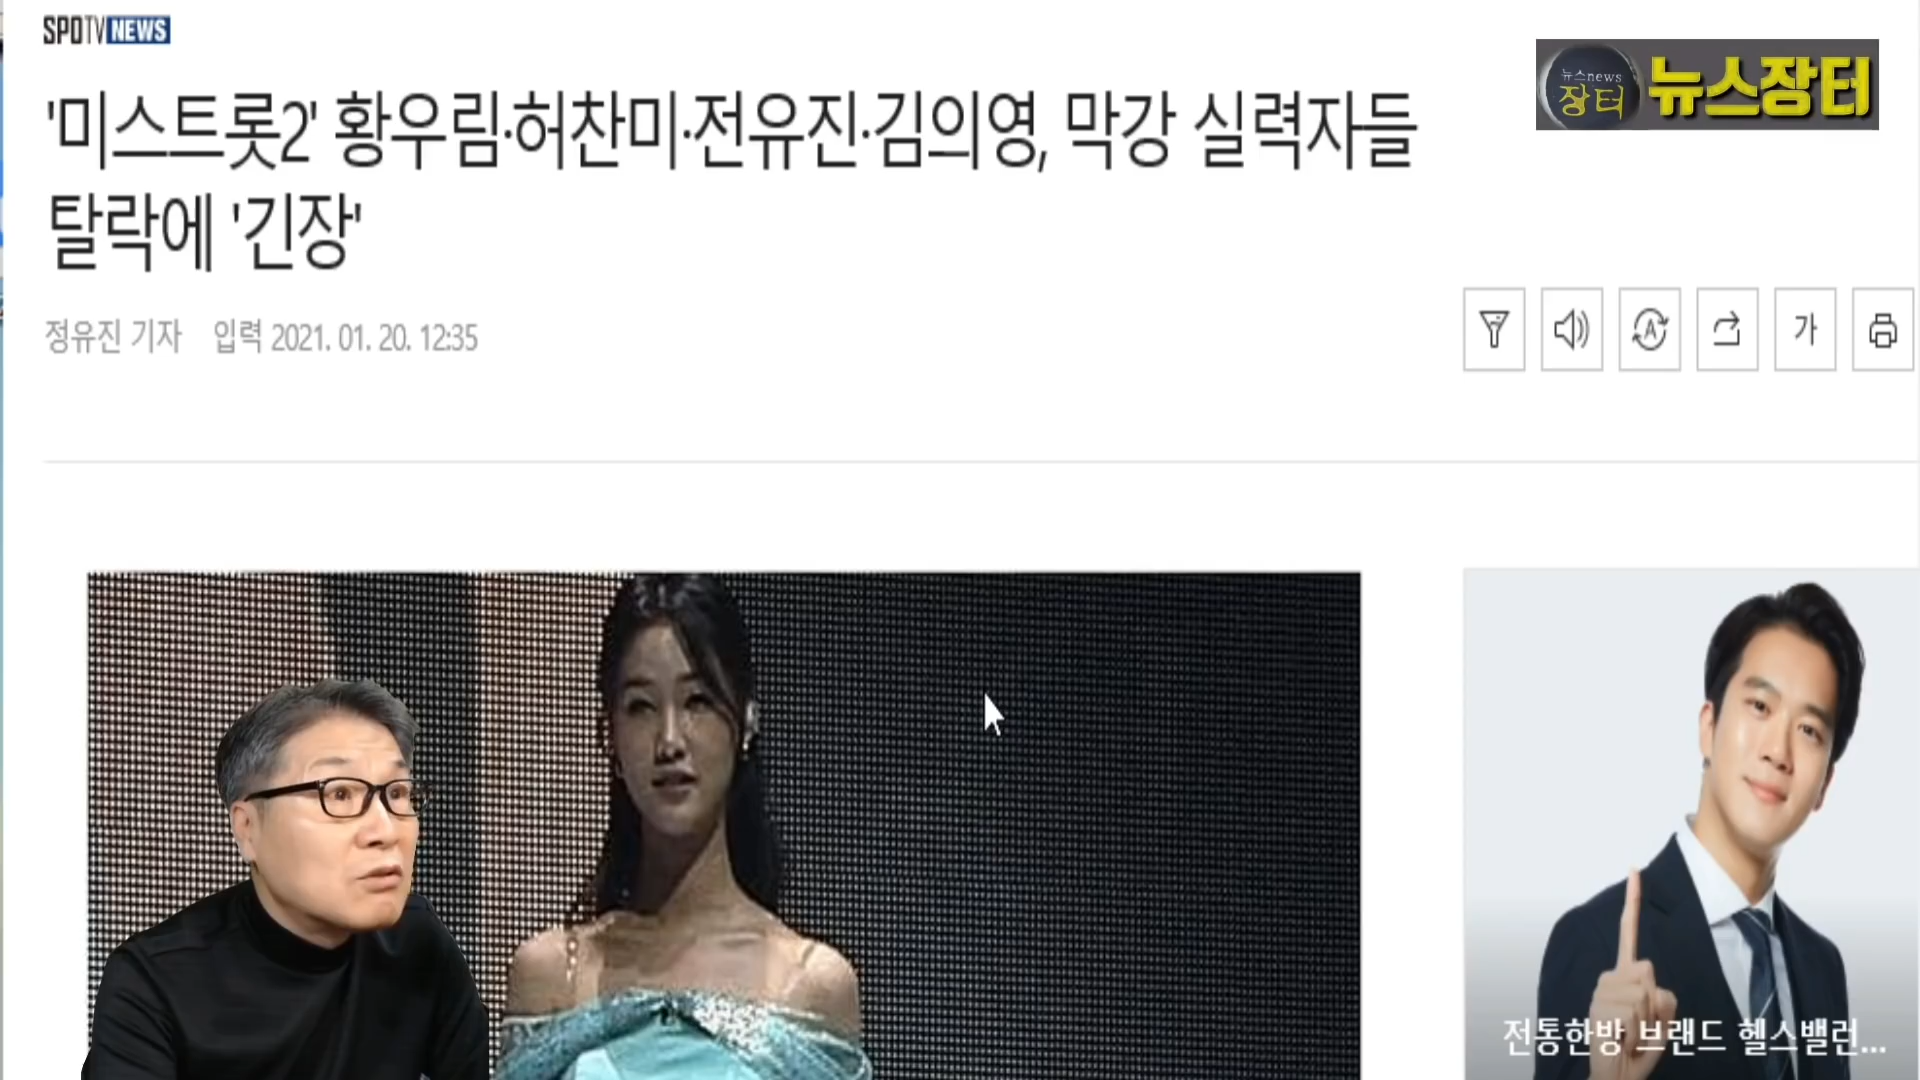 SPOTV NEWS
뉴스news
장터
뉴스장터
'미스트롯2' 황우림·허찬미·전유진·김의영, 막강 실력자들
탈락에 '긴장'
정유진 기자 입력 2021. 01. 20. 12:35
A
가
전통한방 브랜드 헬스밸런...